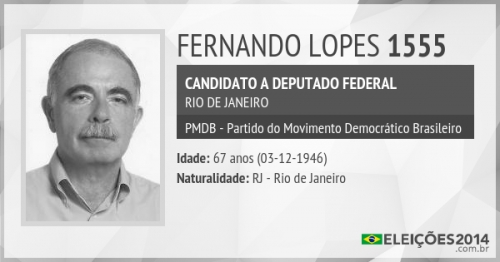 FERNANDO LOPES 1555
CANDIDATO A DEPUTADO FEDERAL
RIO DE JANEIRO
PMDB - Partido do Movimento Democrático Brasileiro
Idade: 67 anos (03-12-1946)
Naturalidade: RJ - Rio de Janeiro
ELEIÇÕES2014
.com.br